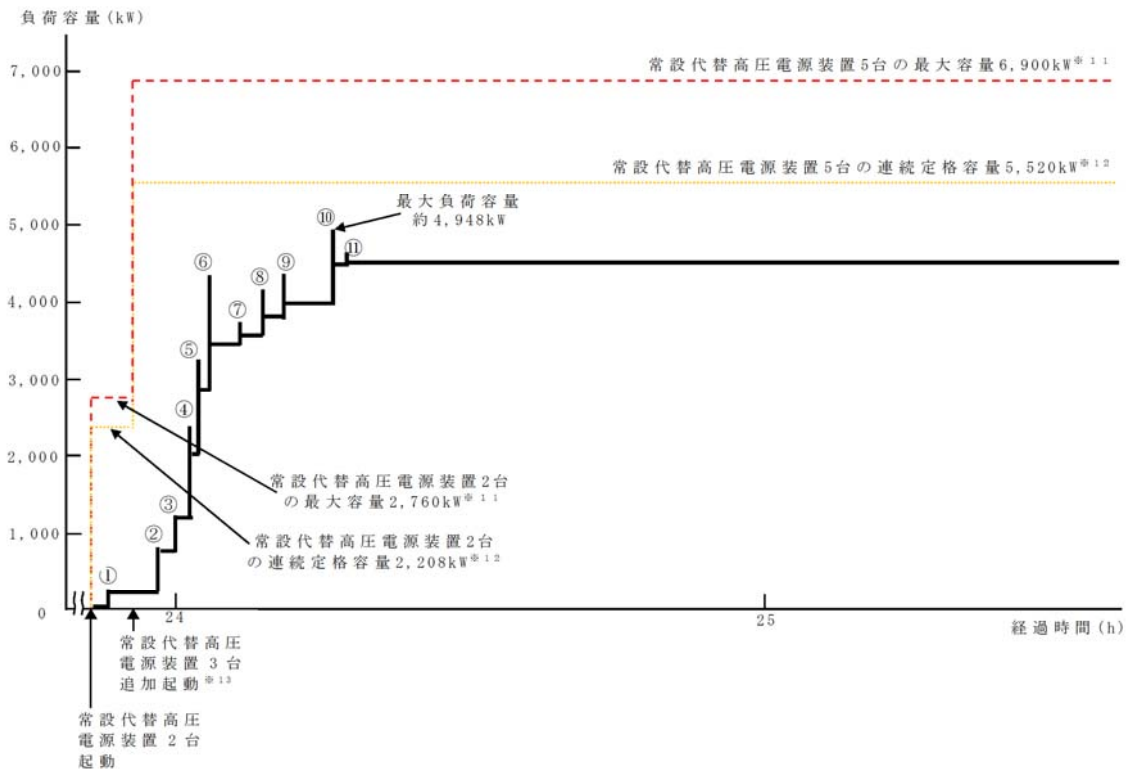 負荷容量(kW)
7,000
6,000
5,000
4,000
3,000
2,000
1,000
0
常設代替高圧電源装置5台の最大容量6,900kW※11
常設代替高圧電源装置5台の連続定格容量5,520kW※12
最大負荷容量
約4,948kW
①
②
③
④
⑤
⑥
⑦
⑧
⑨
⑩
⑪
常設代替高圧電源装置2台
の最大容量2,760kW※11
常設代替高圧電源装置2台
の連続定格容量2,208kW※12
24
25
経過時間(h)
常設代替高圧
電源装置3台
追加起動※13
常設代替高圧
電源装置2台
起動